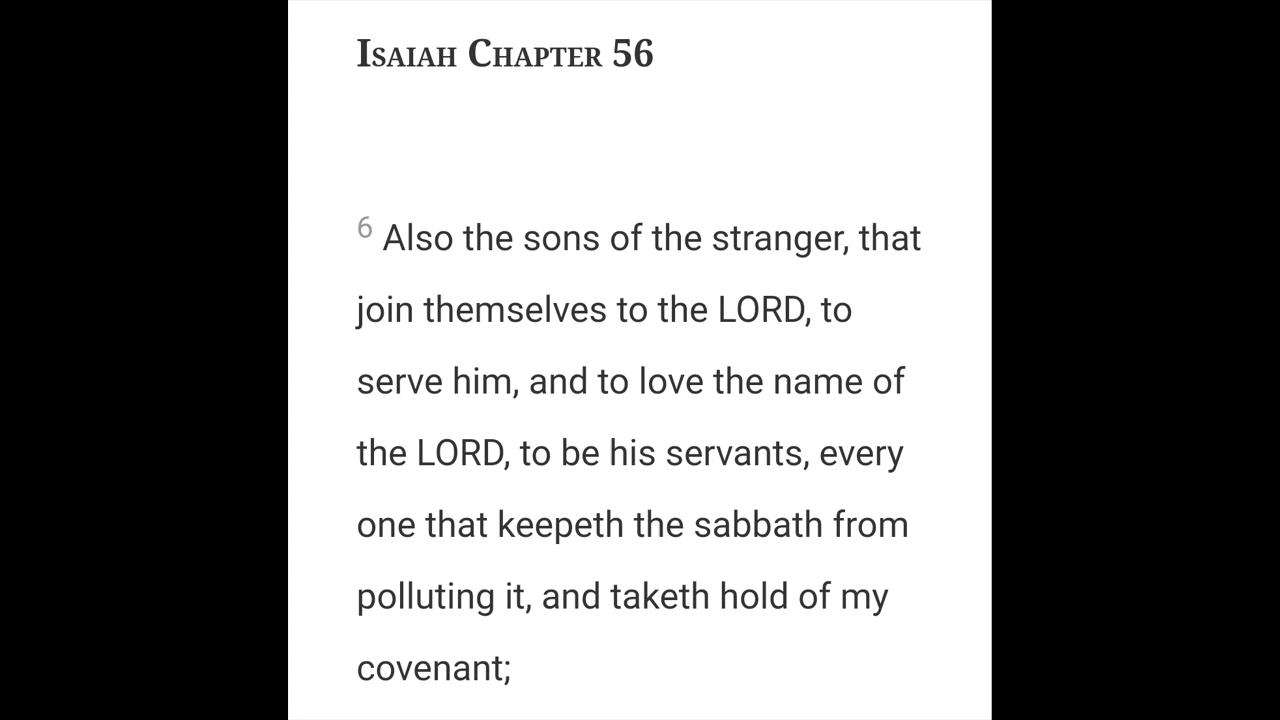 Isaiah Chapter 56
6 Also the sons of the stranger, that
join themselves to the LORD, to
serve him, and to love the name of
the LORD, to be his servants, every
one that keepeth the sabbath from
polluting it, and taketh hold of my
covenant;